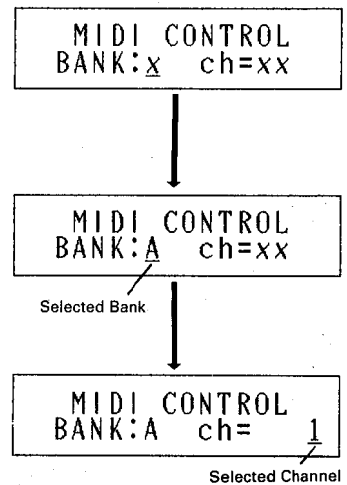 MIDI CONTROL
BANK:x ch=xx
MIDI CONTROL
BANK:A ch=xx
Selected Bank
MIDI CONTROL
BANK:A ch= 1
Selected Channel